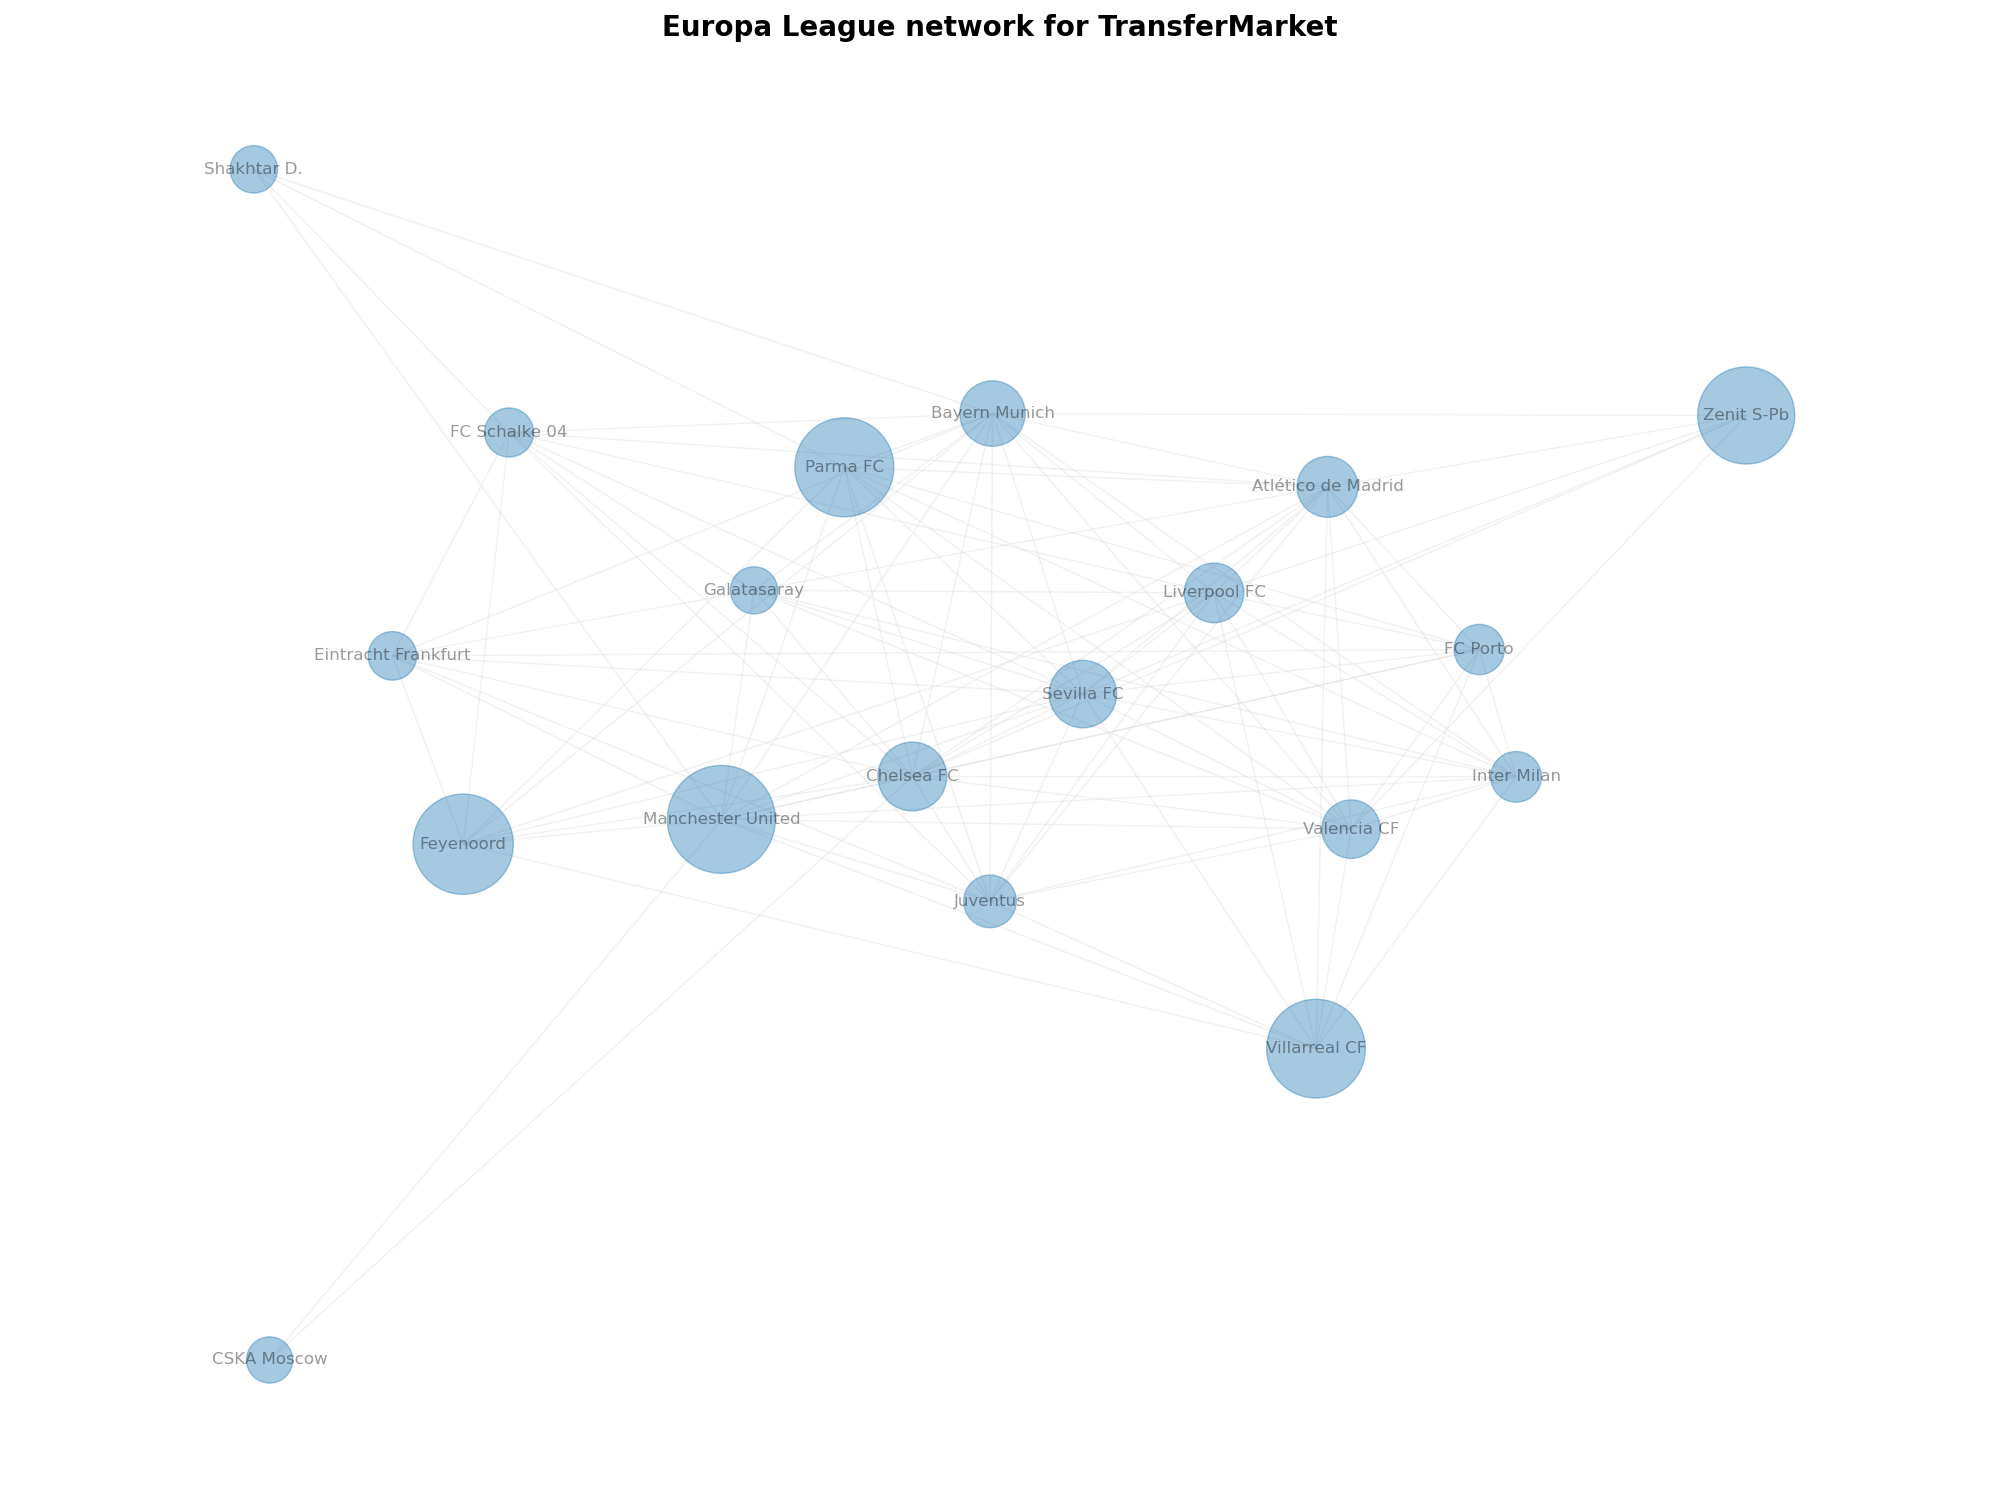 Europa League network for TransferMarket
Shakhtar D.
Bayern Munich
Zenit S-Pb
FC Schalke 04
Parma FC
Atlético de Madrid
Galatasaray
Liverpool FC
FC Porto
Eintracht Frankfurt
Sevilla FC
Chelsea FC
Inter Milan
Manchester United
Valencia CF
Feyenoord
Juventus
Villarreal CF
CSKA Moscow